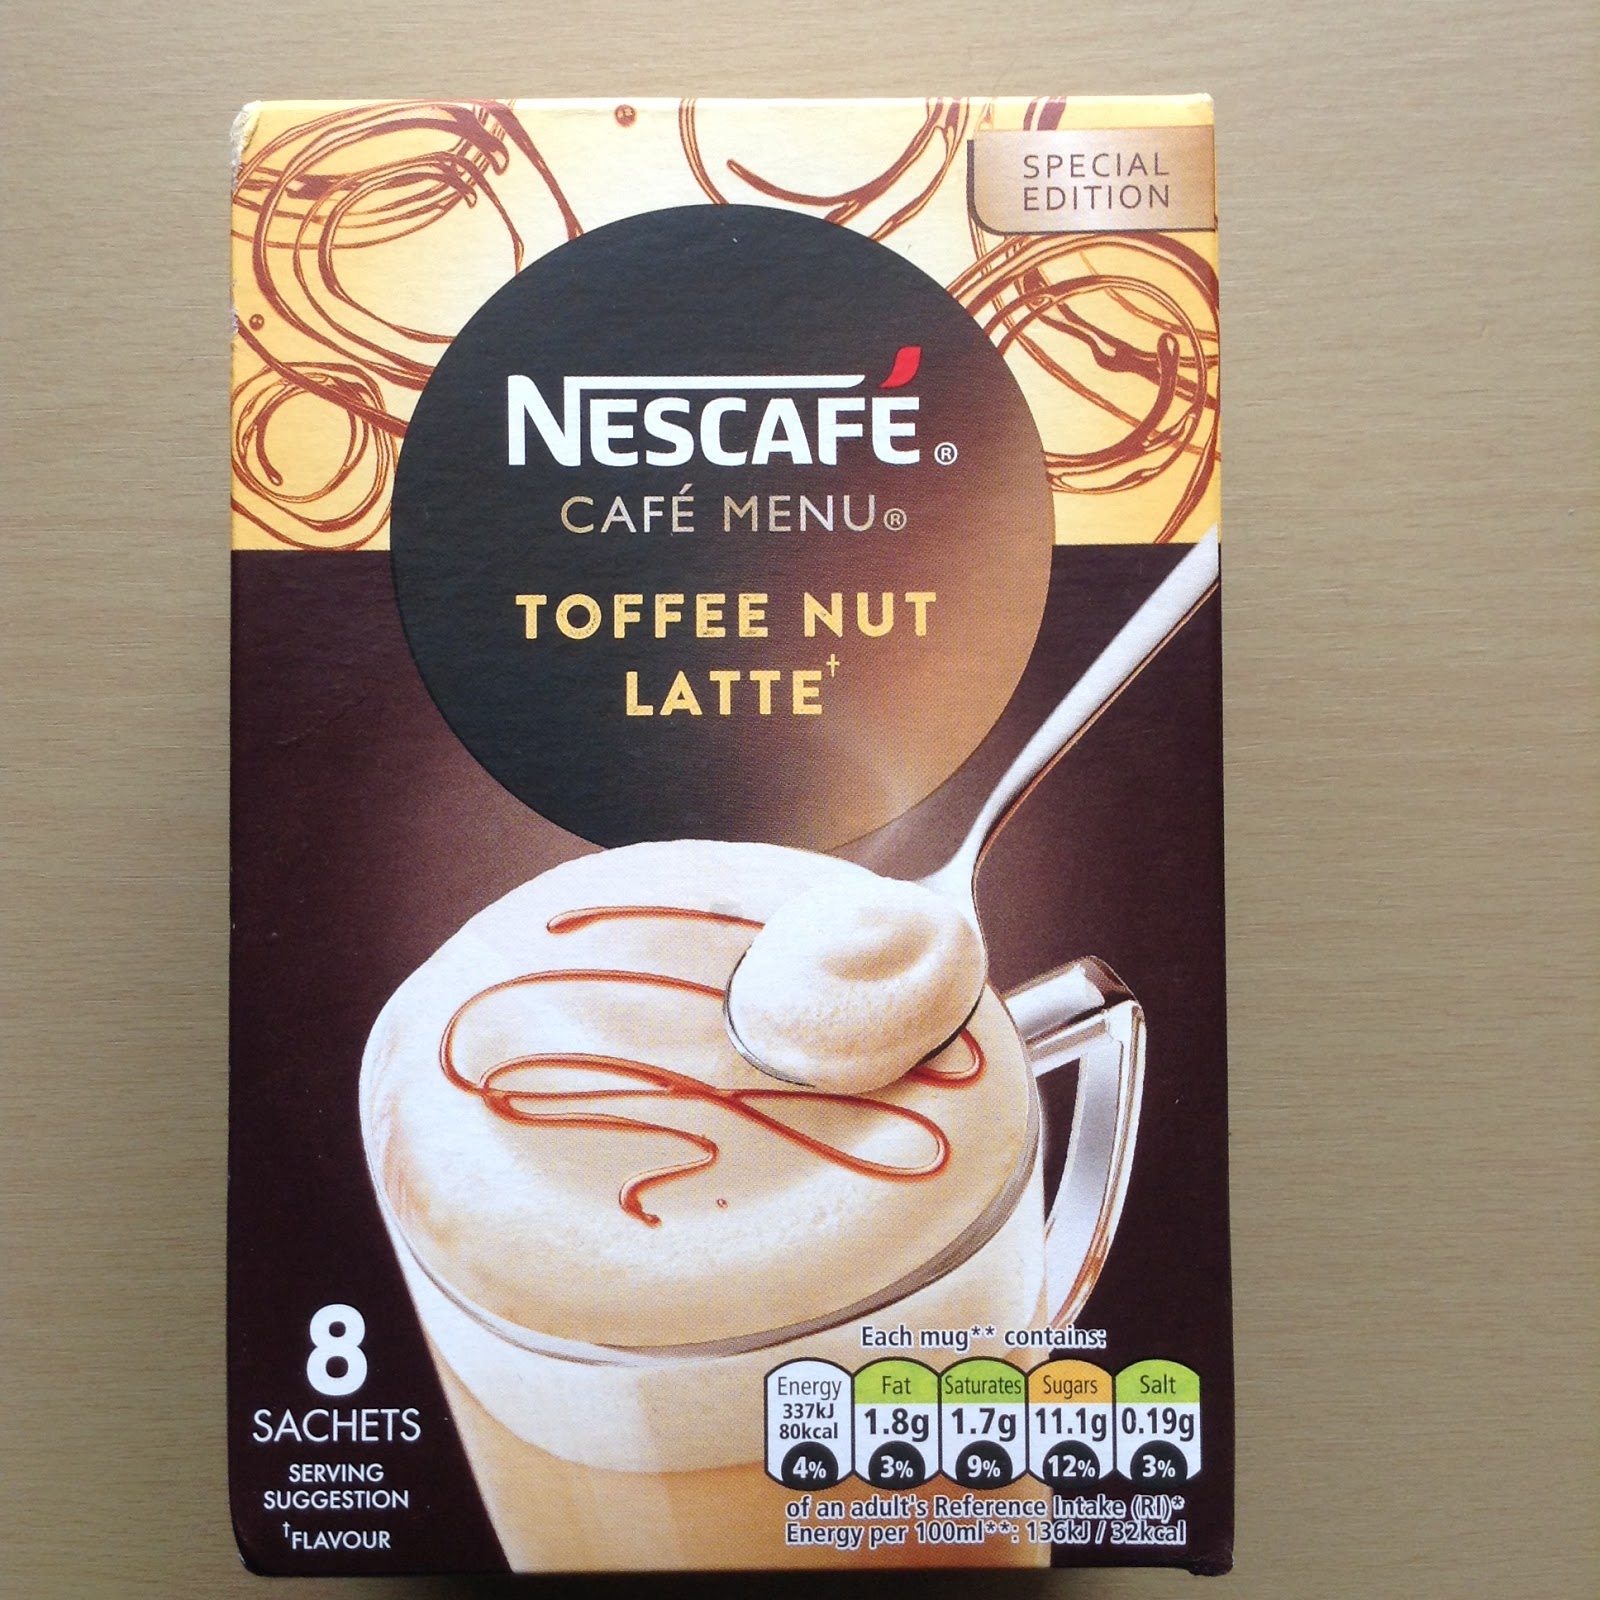 SPECIAL
EDITION
NESCAFÉ®
CAFÉ MENU®
TOFFEE NUT
LATTE†
8
SACHETS
SERVING
SUGGESTION
†FLAVOUR
Each mug** contains:
Energy Fat Saturates Sugars Salt
337kJ
80kcal 1.8g 1.7g 11.1g 0.19g
4% 3% 9% 12% 3%
of an adult's Reference Intake (RI)*
Energy per 100ml**: 136kJ / 32kcal